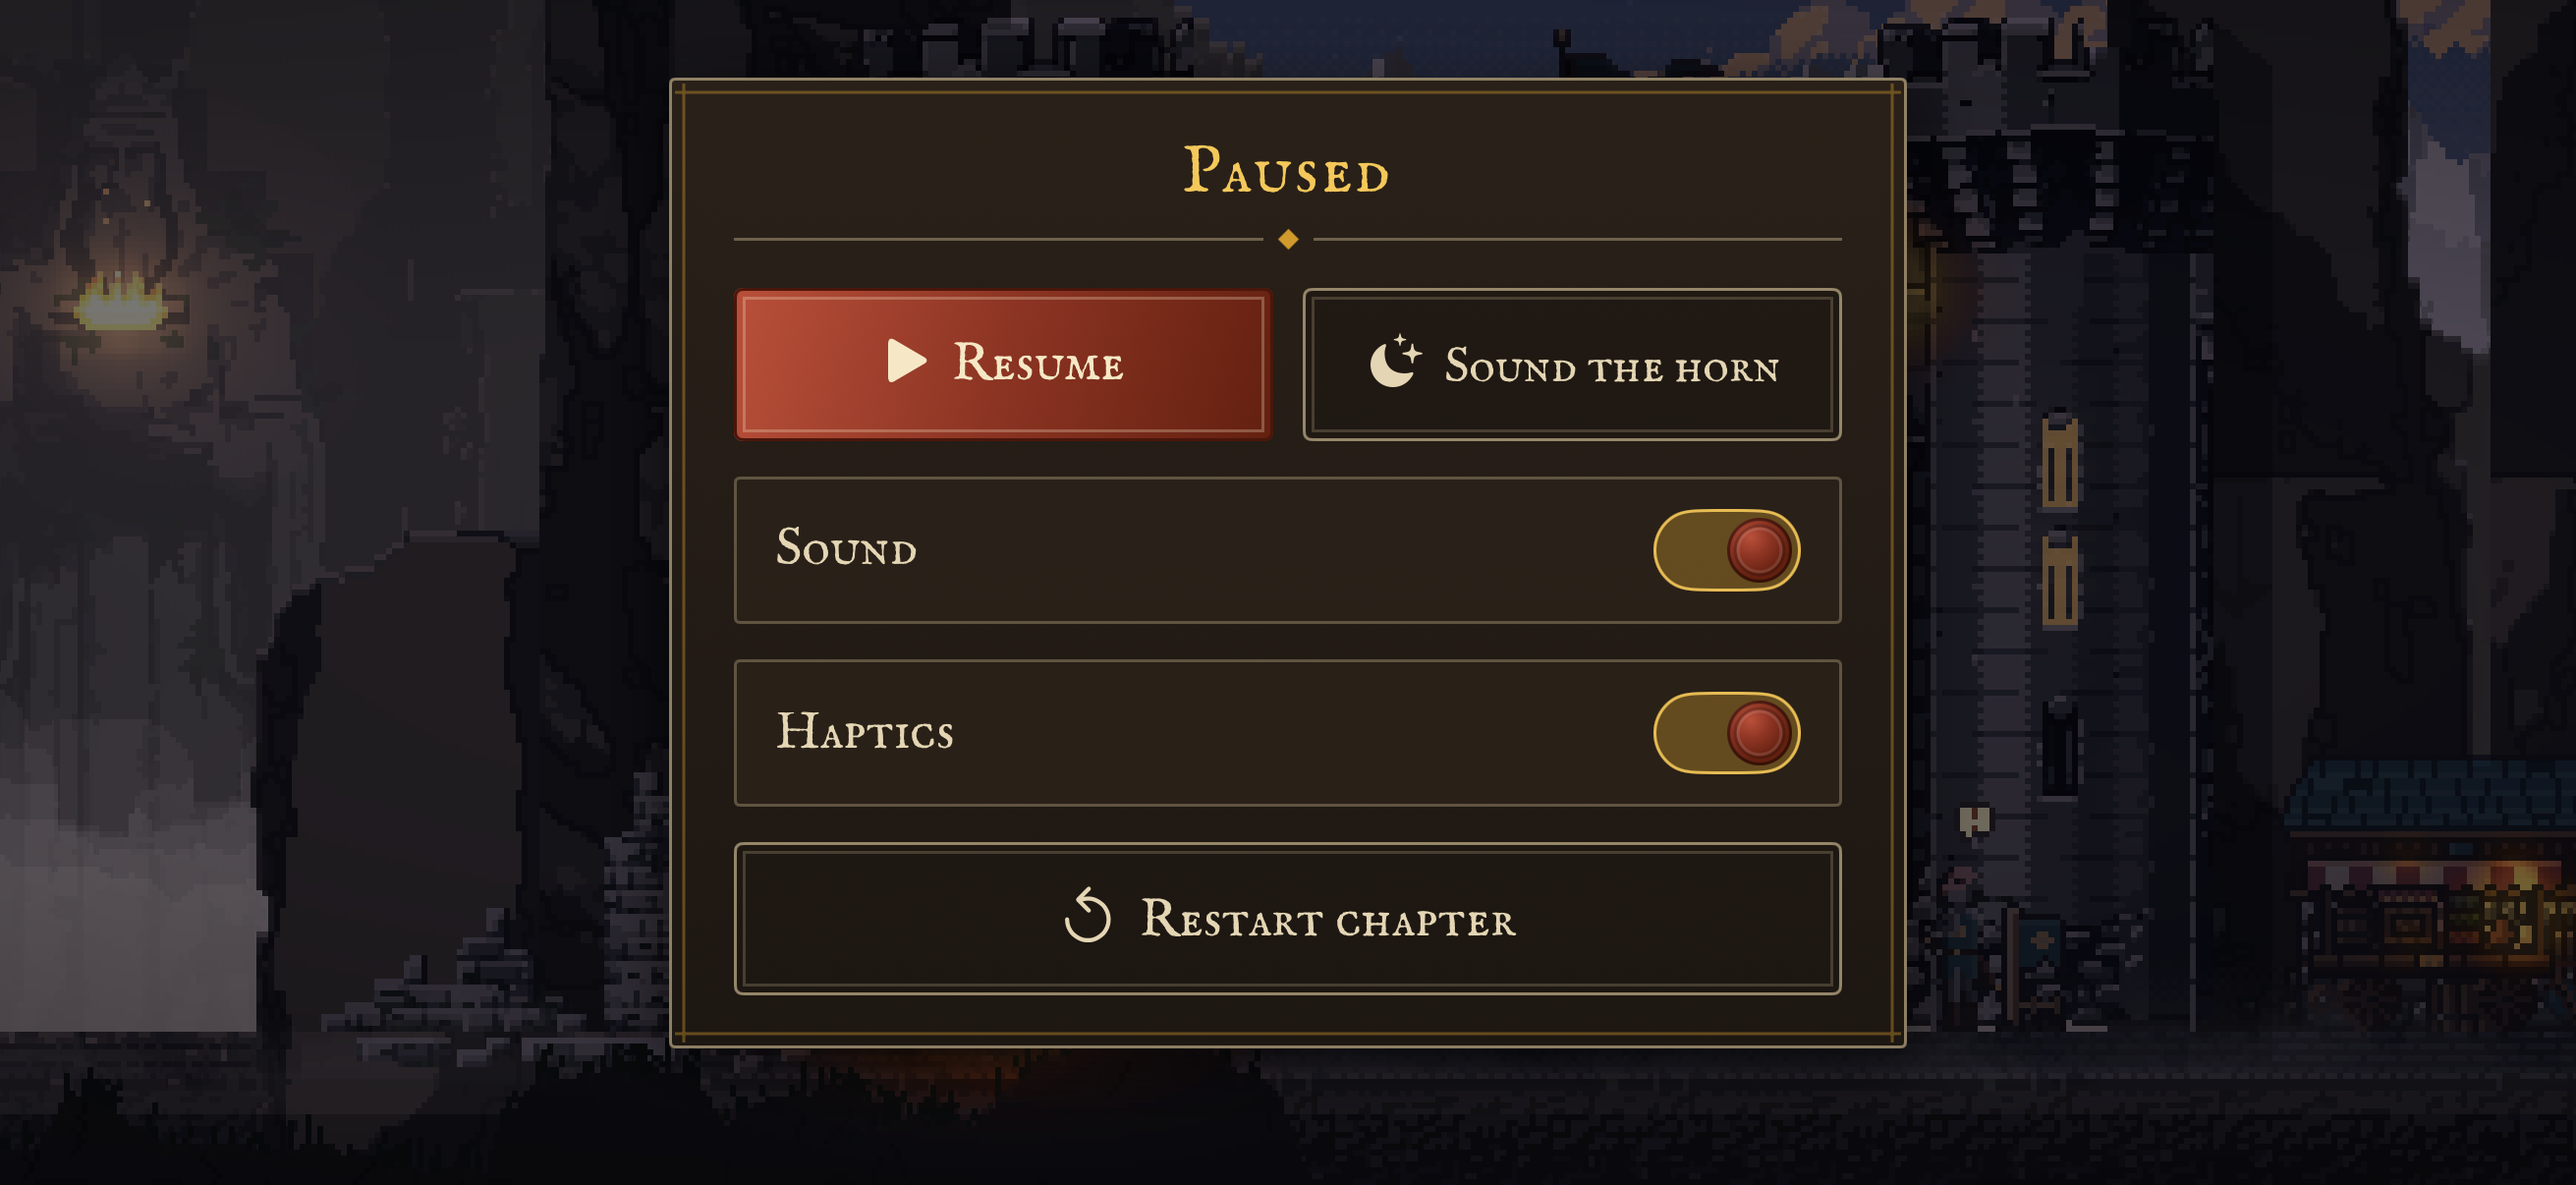 Paused
Resume
Sound the horn
Sound
Haptics
Restart chapter